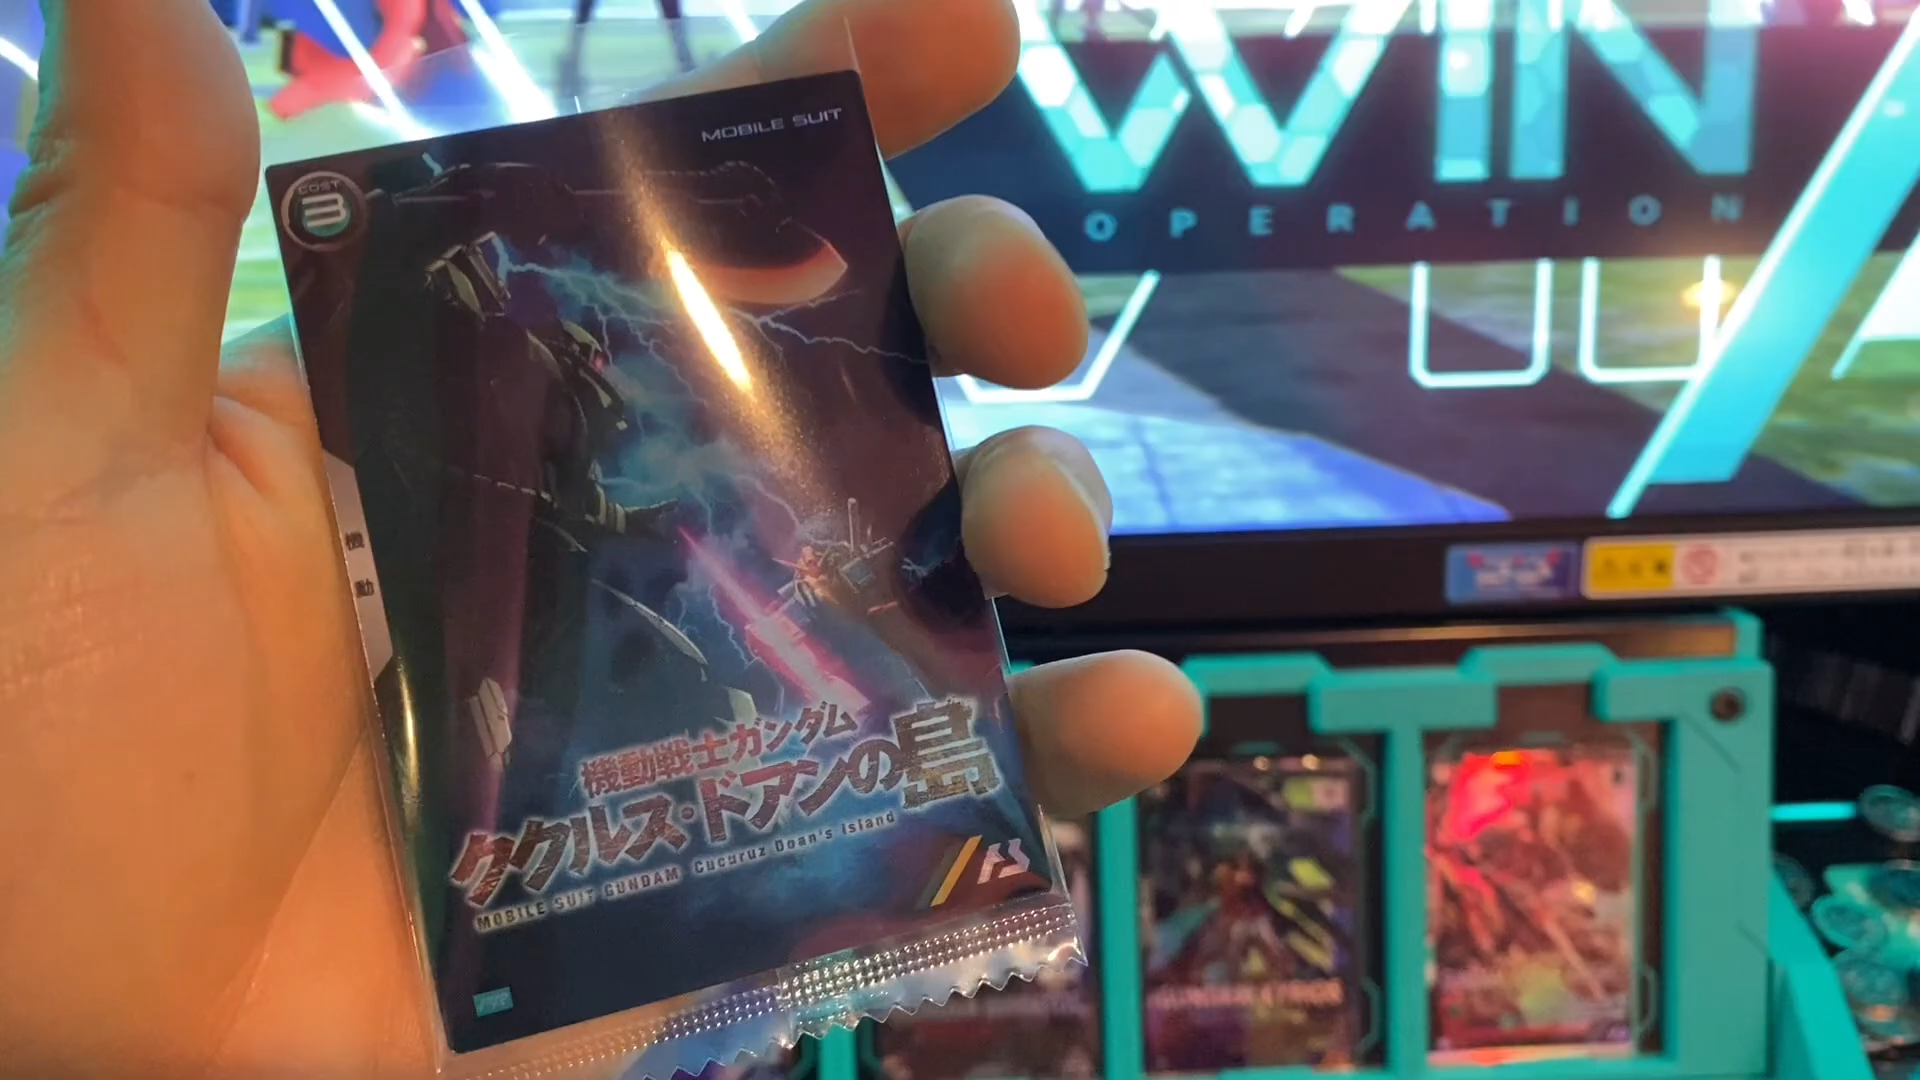 WIN
OPERATION
MOBILE SUIT
COST
3
機動
機動戦士ガンダム
ククルス・ドアンの島
MOBILE SUIT GUNDAM Cucuruz Doan's Island
AS